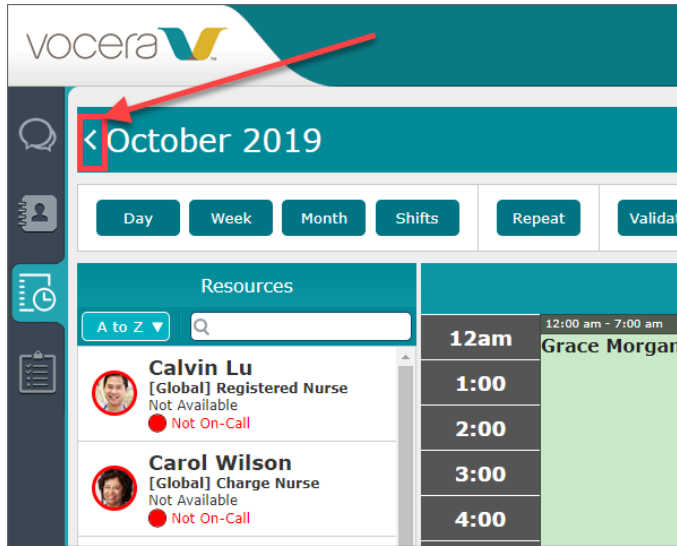 vocera
< October 2019
Day Week Month Shifts Repeat Validat
Resources
A to Z ▼
12:00 am - 7:00 am
12am Grace Morgan
Calvin Lu
[Global] Registered Nurse
Not Available
Not On-Call
1:00
2:00
Carol Wilson
[Global] Charge Nurse
Not Available
Not On-Call
3:00
4:00